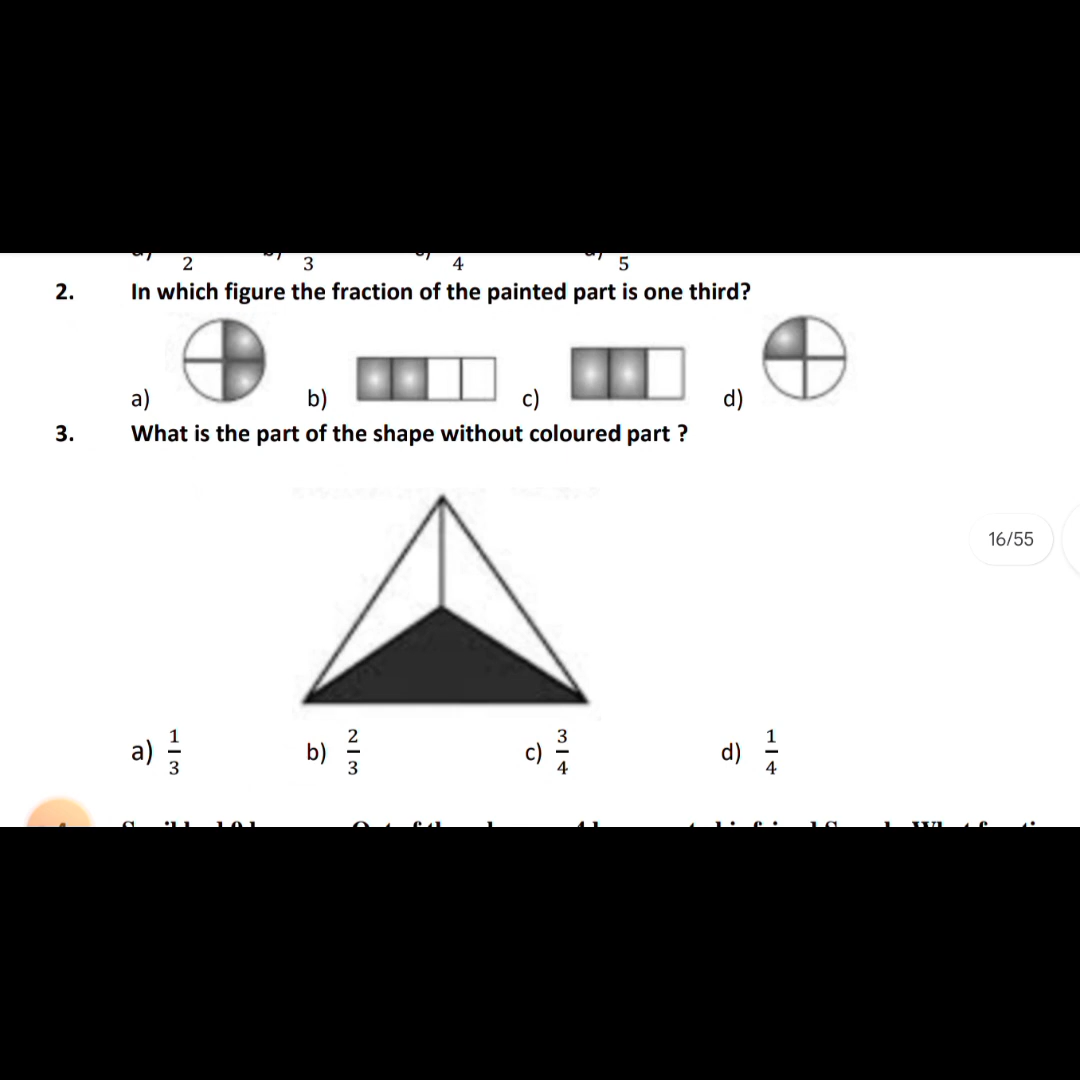 2 3 4 5
2. In which figure the fraction of the painted part is one third?
a) b) c) d)
3. What is the part of the shape without coloured part ?
16/55
a) 1/3 b) 2/3 c) 3/4 d) 1/4